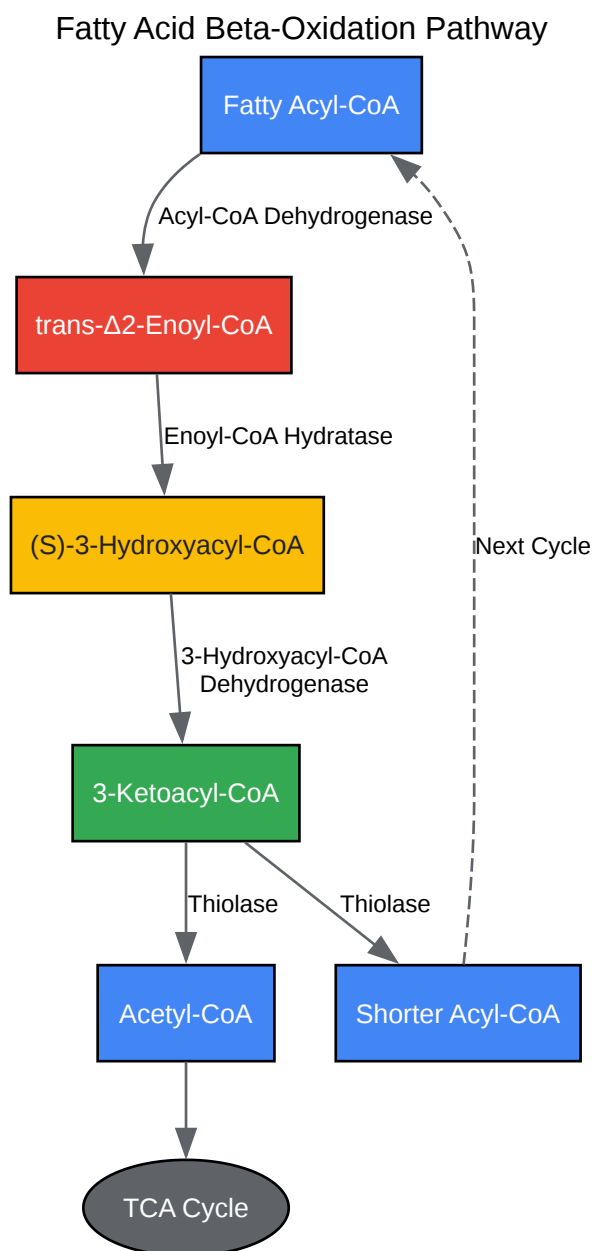 Fatty Acid Beta-Oxidation Pathway
Fatty Acyl-CoA
Acyl-CoA Dehydrogenase
trans-Δ2-Enoyl-CoA
Enoyl-CoA Hydratase
(S)-3-Hydroxyacyl-CoA
Next Cycle
3-Hydroxyacyl-CoA
Dehydrogenase
3-Ketoacyl-CoA
Thiolase
Thiolase
Acetyl-CoA
Shorter Acyl-CoA
TCA Cycle